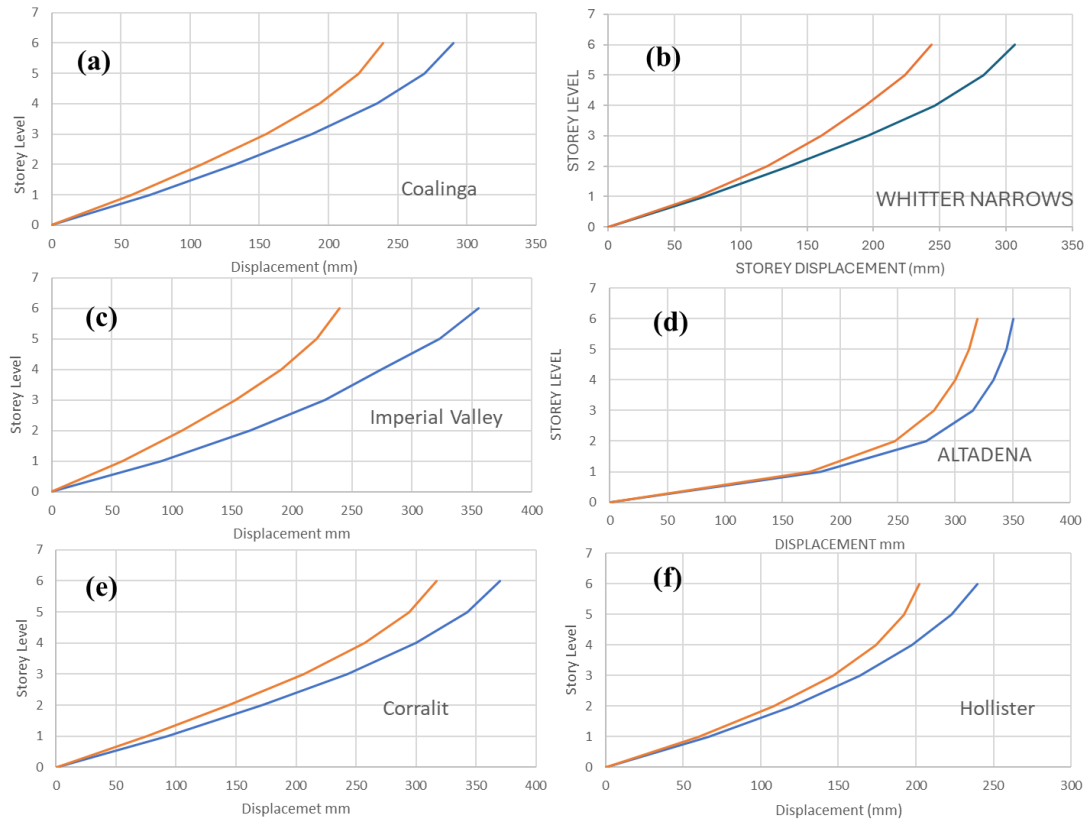 (a)
Storey Level
7
6
5
4
3
2
1
0
Coalinga
0 50 100 150 200 250 300 350
Displacement (mm)
(b)
STOREY LEVEL
7
6
5
4
3
2
1
0
WHITTER NARROWS
0 50 100 150 200 250 300 350
STOREY DISPLACEMENT (mm)
(c)
Storey Level
7
6
5
4
3
2
1
0
Imperial Valley
0 50 100 150 200 250 300 350 400
Displacement mm
(d)
STOREY LEVEL
7
6
5
4
3
2
1
0
ALTADENA
0 50 100 150 200 250 300 350 400
DISPLACEMENT mm
(e)
Storey Level
7
6
5
4
3
2
1
0
Corralit
0 50 100 150 200 250 300 350 400
Displacemet mm
(f)
Story Level
7
6
5
4
3
2
1
0
Hollister
0 50 100 150 200 250 300
Displacement (mm)